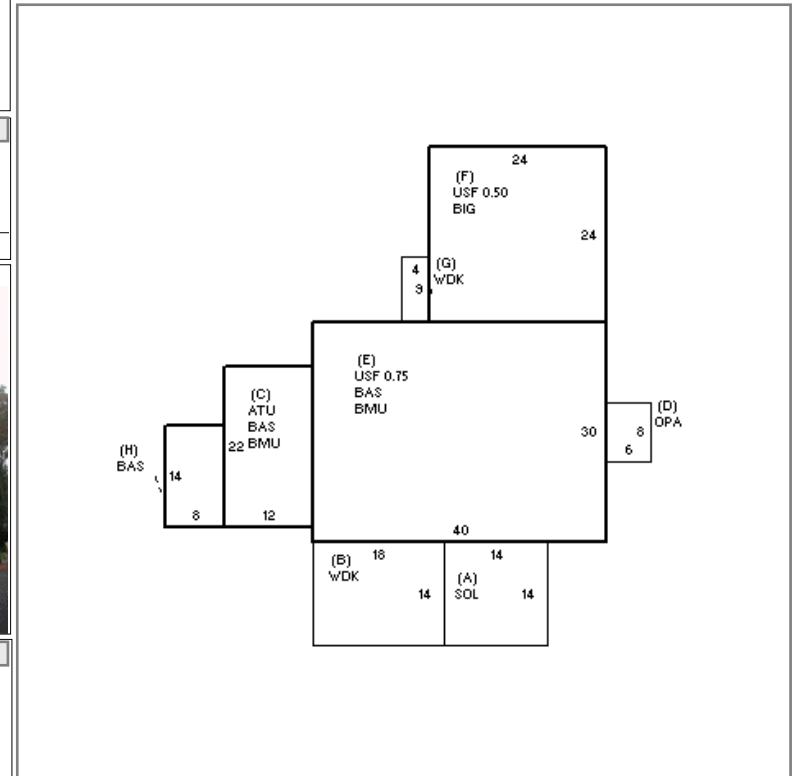 24
(F)
USF 0.50
BIG
24
(G)
WDK
4
9
(E)
USF 0.75
BAS
BMU
(C)
ATU
BAS
BMU
22
(D)
OPA
8
6
30
(H)
BAS
14
8
12
40
(B)
WDK
18
14
(A)
SOL
14
14